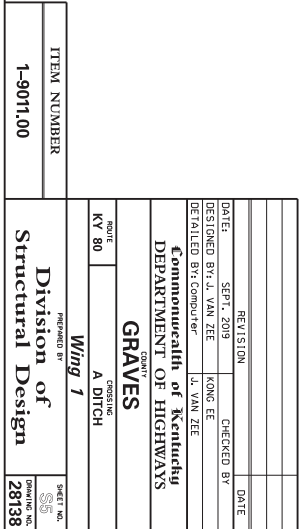 REVISION DATE
DATE: SEPT. 2019 CHECKED BY
DESIGNED BY: J. VAN ZEE KONG EE
DETAILED BY: Computer J. VAN ZEE
Commonwealth of Kentucky
DEPARTMENT OF HIGHWAYS
COUNTY
GRAVES
ROUTE CROSSING
KY 80 A DITCH
Wing 1
ITEM NUMBER
1-9011.00
PREPARED BY
Division of
Structural Design
SHEET NO.
S5
DRAWING NO.
28138